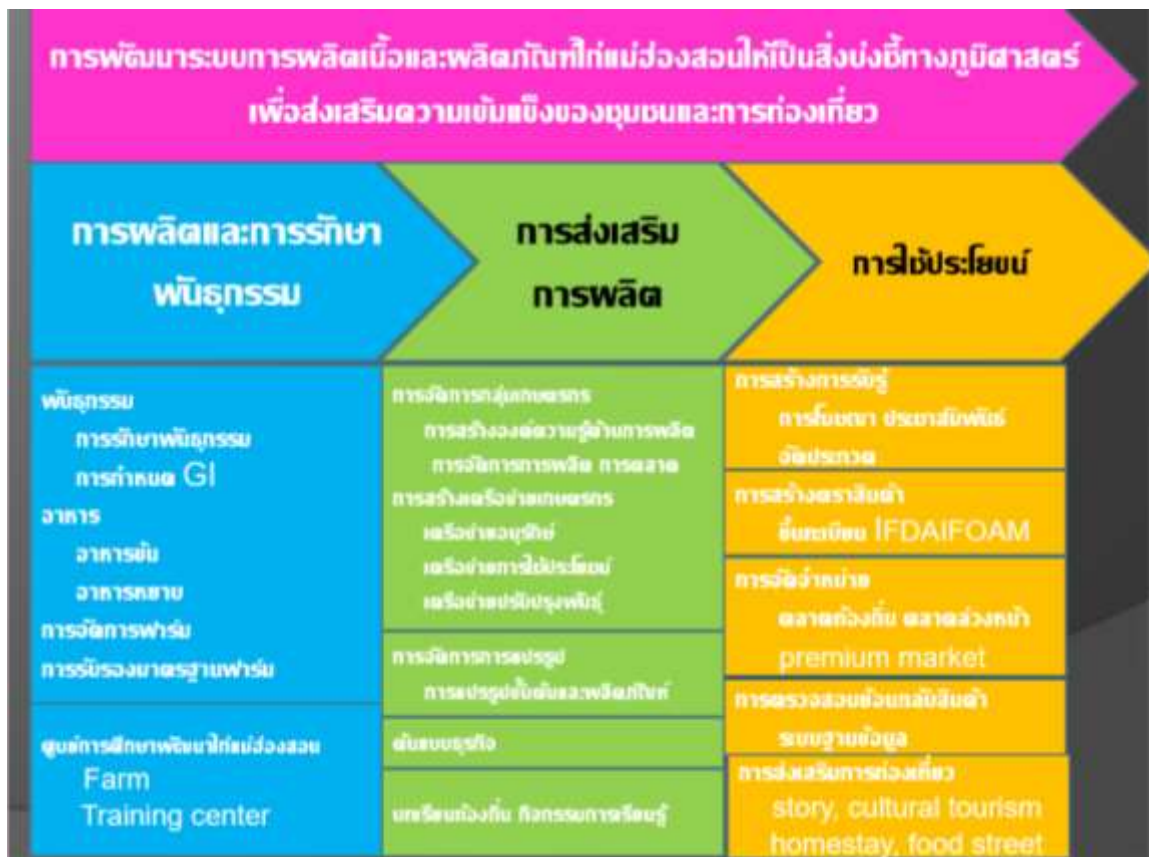 การพัฒนาระบบการผลิตเนื้อและผลิตภัณฑ์ไก่แม่ฮ่องสอนให้เป็นสิ่งบ่งชี้ทางภูมิศาสตร์
เพื่อส่งเสริมความเข้มแข็งของชุมชนและการท่องเที่ยว
การผลิตและการรักษา
พันธุกรรม
พันธุกรรม
การรักษาพันธุกรรม
การกำหนด GI
อาหาร
อาหารข้น
อาหารหยาบ
การจัดการฟาร์ม
การรับรองมาตรฐานฟาร์ม
ศูนย์การศึกษาพัฒนาไก่แม่ฮ่องสอน
Farm
Training center
การส่งเสริม
การผลิต
การจัดการกลุ่มเกษตรกร
การสร้างองค์ความรู้ด้านการผลิต
การจัดการการผลิต การตลาด
การสร้างเครือข่ายเกษตรกร
เครือข่ายอนุรักษ์
เครือข่ายการใช้ประโยชน์
เครือข่ายปรับปรุงพันธุ์
การจัดการการแปรรูป
การแปรรูปขั้นต้นและผลิตภัณฑ์
ต้นแบบธุรกิจ
บทเรียนท้องถิ่น กิจกรรมการเรียนรู้
การใช้ประโยชน์
การสร้างการรับรู้
การโฆษณา ประชาสัมพันธ์
จัดประกวด
การสร้างตราสินค้า
ขึ้นทะเบียน IFDAIFOAM
การจัดจำหน่าย
ตลาดท้องถิ่น ตลาดล่วงหน้า
premium market
การตรวจสอบย้อนกลับสินค้า
ระบบฐานข้อมูล
การส่งเสริมการท่องเที่ยว
story, cultural tourism
homestay, food street